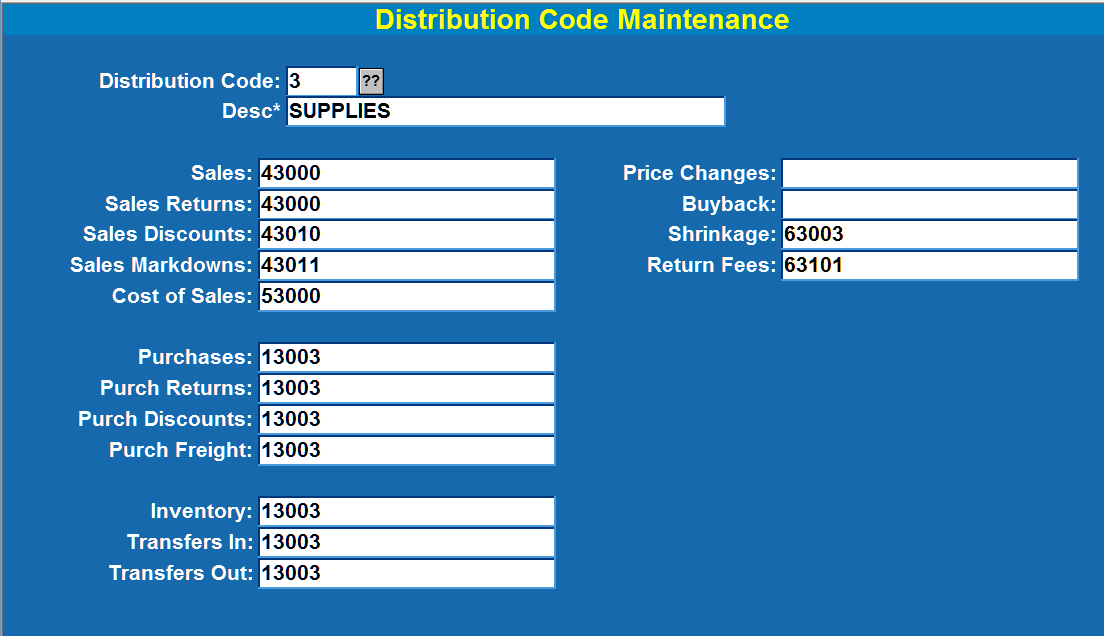 Distribution Code Maintenance
Distribution Code: 3 ??
Desc* SUPPLIES
Sales: 43000
Sales Returns: 43000
Sales Discounts: 43010
Sales Markdowns: 43011
Cost of Sales: 53000
Price Changes:
Buyback:
Shrinkage: 63003
Return Fees: 63101
Purchases: 13003
Purch Returns: 13003
Purch Discounts: 13003
Purch Freight: 13003
Inventory: 13003
Transfers In: 13003
Transfers Out: 13003